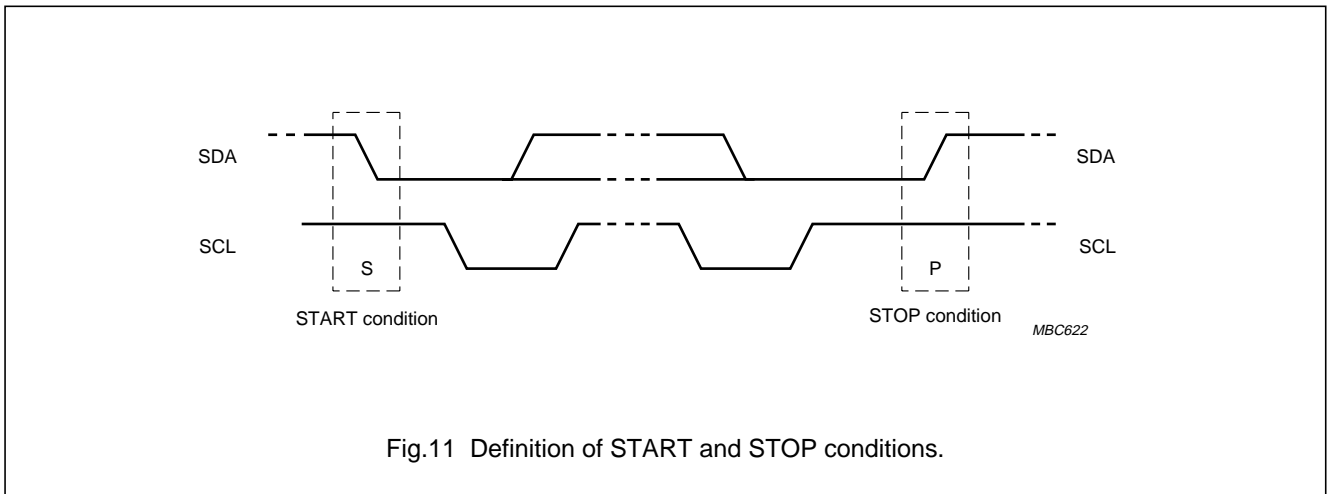 SDA
SDA
SCL
SCL
S
P
START condition
STOP condition
MBC622
Fig.11 Definition of START and STOP conditions.